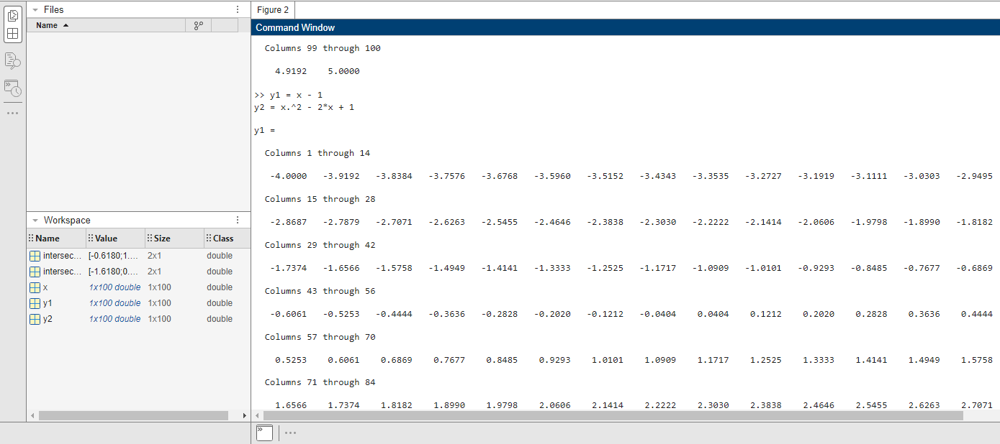 Files
Name
Workspace
Name Value Size Class
intersec... [-0.6180;1.... 2x1 double
intersec... [-1.6180;0.... 2x1 double
x 1x100 double 1x100 double
y1 1x100 double 1x100 double
y2 1x100 double 1x100 double
Figure 2
Command Window
Columns 99 through 100
4.9192 5.0000
>> y1 = x - 1
y2 = x.^2 - 2*x + 1
y1 =
Columns 1 through 14
-4.0000 -3.9192 -3.8384 -3.7576 -3.6768 -3.5960 -3.5152 -3.4343 -3.3535 -3.2727 -3.1919 -3.1111 -3.0303 -2.9495
Columns 15 through 28
-2.8687 -2.7879 -2.7071 -2.6263 -2.5455 -2.4646 -2.3838 -2.3030 -2.2222 -2.1414 -2.0606 -1.9798 -1.8990 -1.8182
Columns 29 through 42
-1.7374 -1.6566 -1.5758 -1.4949 -1.4141 -1.3333 -1.2525 -1.1717 -1.0909 -1.0101 -0.9293 -0.8485 -0.7677 -0.6869
Columns 43 through 56
-0.6061 -0.5253 -0.4444 -0.3636 -0.2828 -0.2020 -0.1212 -0.0404 0.0404 0.1212 0.2020 0.2828 0.3636 0.4444
Columns 57 through 70
0.5253 0.6061 0.6869 0.7677 0.8485 0.9293 1.0101 1.0909 1.1717 1.2525 1.3333 1.4141 1.4949 1.5758
Columns 71 through 84
1.6566 1.7374 1.8182 1.8990 1.9798 2.0606 2.1414 2.2222 2.3030 2.3838 2.4646 2.5455 2.6263 2.7071